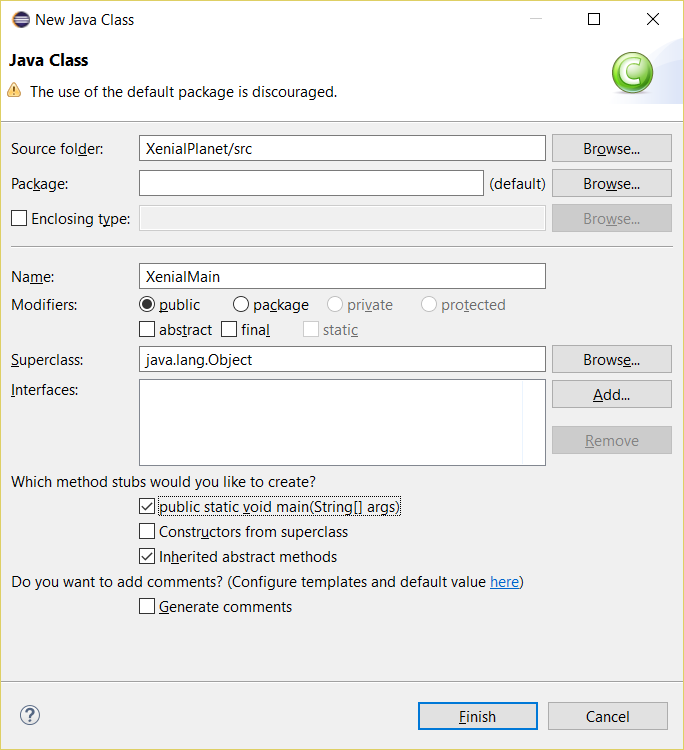 New Java Class
Java Class
The use of the default package is discouraged.
Source folder: XenialPlanet/src Browse...
Package: (default) Browse...
Enclosing type: Browse...
Name: XenialMain
Modifiers: public package private protected
abstract final static
Superclass: java.lang.Object Browse...
Interfaces: Add...
Remove
Which method stubs would you like to create?
public static void main(String[] args)
Constructors from superclass
Inherited abstract methods
Do you want to add comments? (Configure templates and default value here)
Generate comments
? Finish Cancel